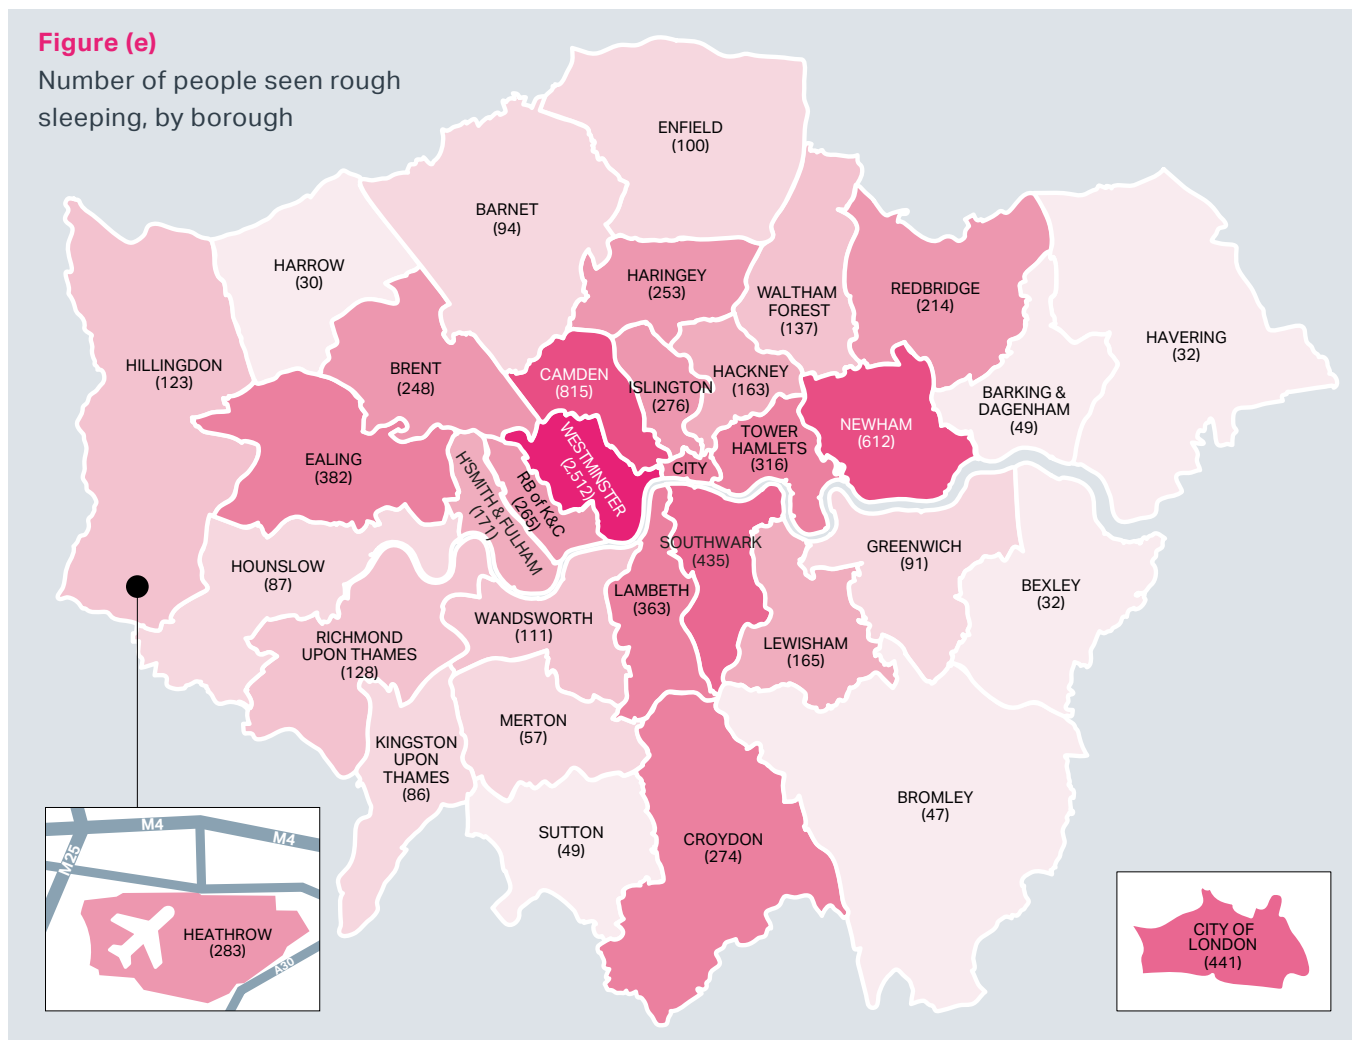 Figure (e)
Number of people seen rough
sleeping, by borough
ENFIELD
(100)
BARNET
(94)
HARROW
(30)
HARINGEY
(253)
WALTHAM
FOREST
(137)
REDBRIDGE
(214)
HAVERING
(32)
HILLINGDON
(123)
BRENT
(248)
CAMDEN
(815)
ISLINGTON
(276)
HACKNEY
(163)
BARKING &
DAGENHAM
(49)
NEWHAM
(612)
TOWER
HAMLETS
(316)
CITY
EALING
(382)
H'SMITH & FULHAM
(171)
RB of K&C
(265)
WESTMINSTER
(2,512)
SOUTHWARK
(435)
GREENWICH
(91)
BEXLEY
(32)
HOUNSLOW
(87)
LAMBETH
(363)
WANDSWORTH
(111)
LEWISHAM
(165)
RICHMOND
UPON THAMES
(128)
MERTON
(57)
KINGSTON
UPON
THAMES
(86)
SUTTON
(49)
CROYDON
(274)
BROMLEY
(47)
M4
M4
M25
HEATHROW
(283)
A30
CITY OF
LONDON
(441)